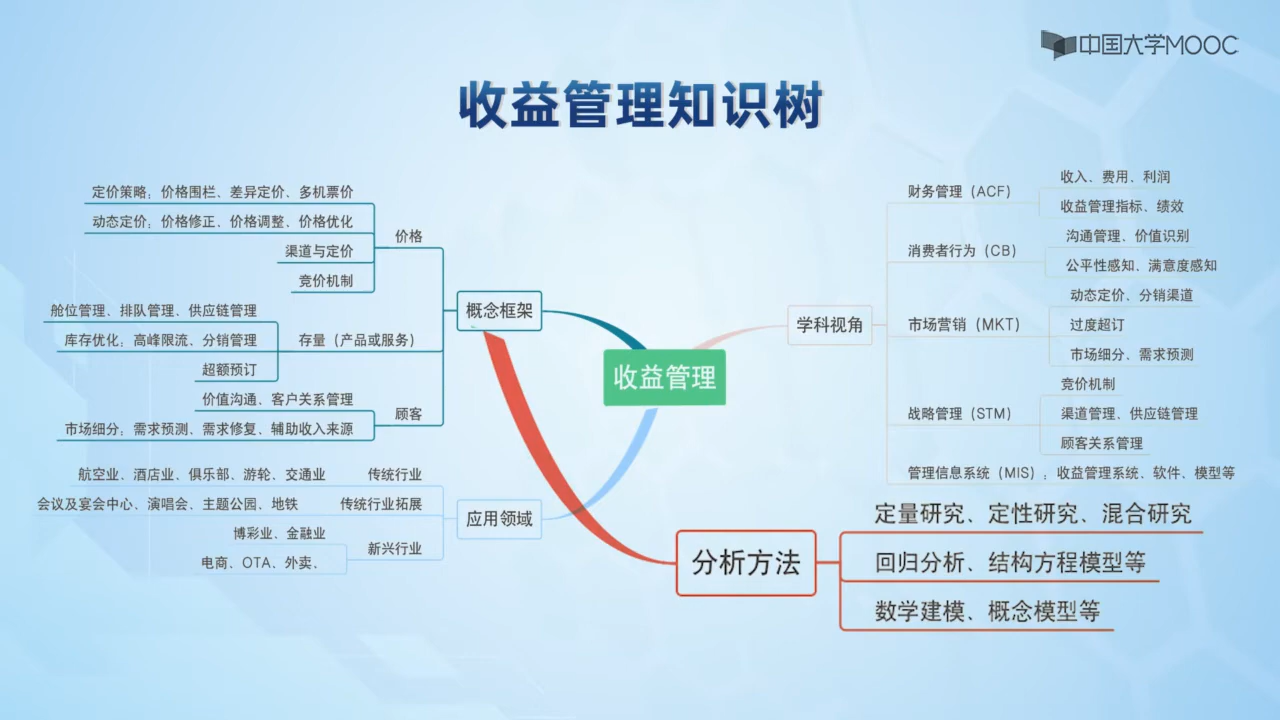 中国大学MOOC
收益管理知识树
定价策略：价格围栏、差异定价、多机票价
动态定价：价格修正、价格调整、价格优化
渠道与定价
竞价机制
价格
舱位管理、排队管理、供应链管理
库存优化：高峰限流、分销管理
超额预订
存量（产品或服务）
价值沟通、客户关系管理
市场细分：需求预测、需求修复、辅助收入来源
顾客
概念框架
航空业、酒店业、俱乐部、游轮、交通业
传统行业
会议及宴会中心、演唱会、主题公园、地铁
传统行业拓展
博彩业、金融业
电商、OTA、外卖、
新兴行业
应用领域
收益管理
学科视角
财务管理（ACF）
收入、费用、利润
收益管理指标、绩效
消费者行为（CB）
沟通管理、价值识别
公平性感知、满意度感知
市场营销（MKT）
动态定价、分销渠道
过度超订
市场细分、需求预测
战略管理（STM）
竞价机制
渠道管理、供应链管理
顾客关系管理
管理信息系统（MIS）：收益管理系统、软件、模型等
分析方法
定量研究、定性研究、混合研究
回归分析、结构方程模型等
数学建模、概念模型等